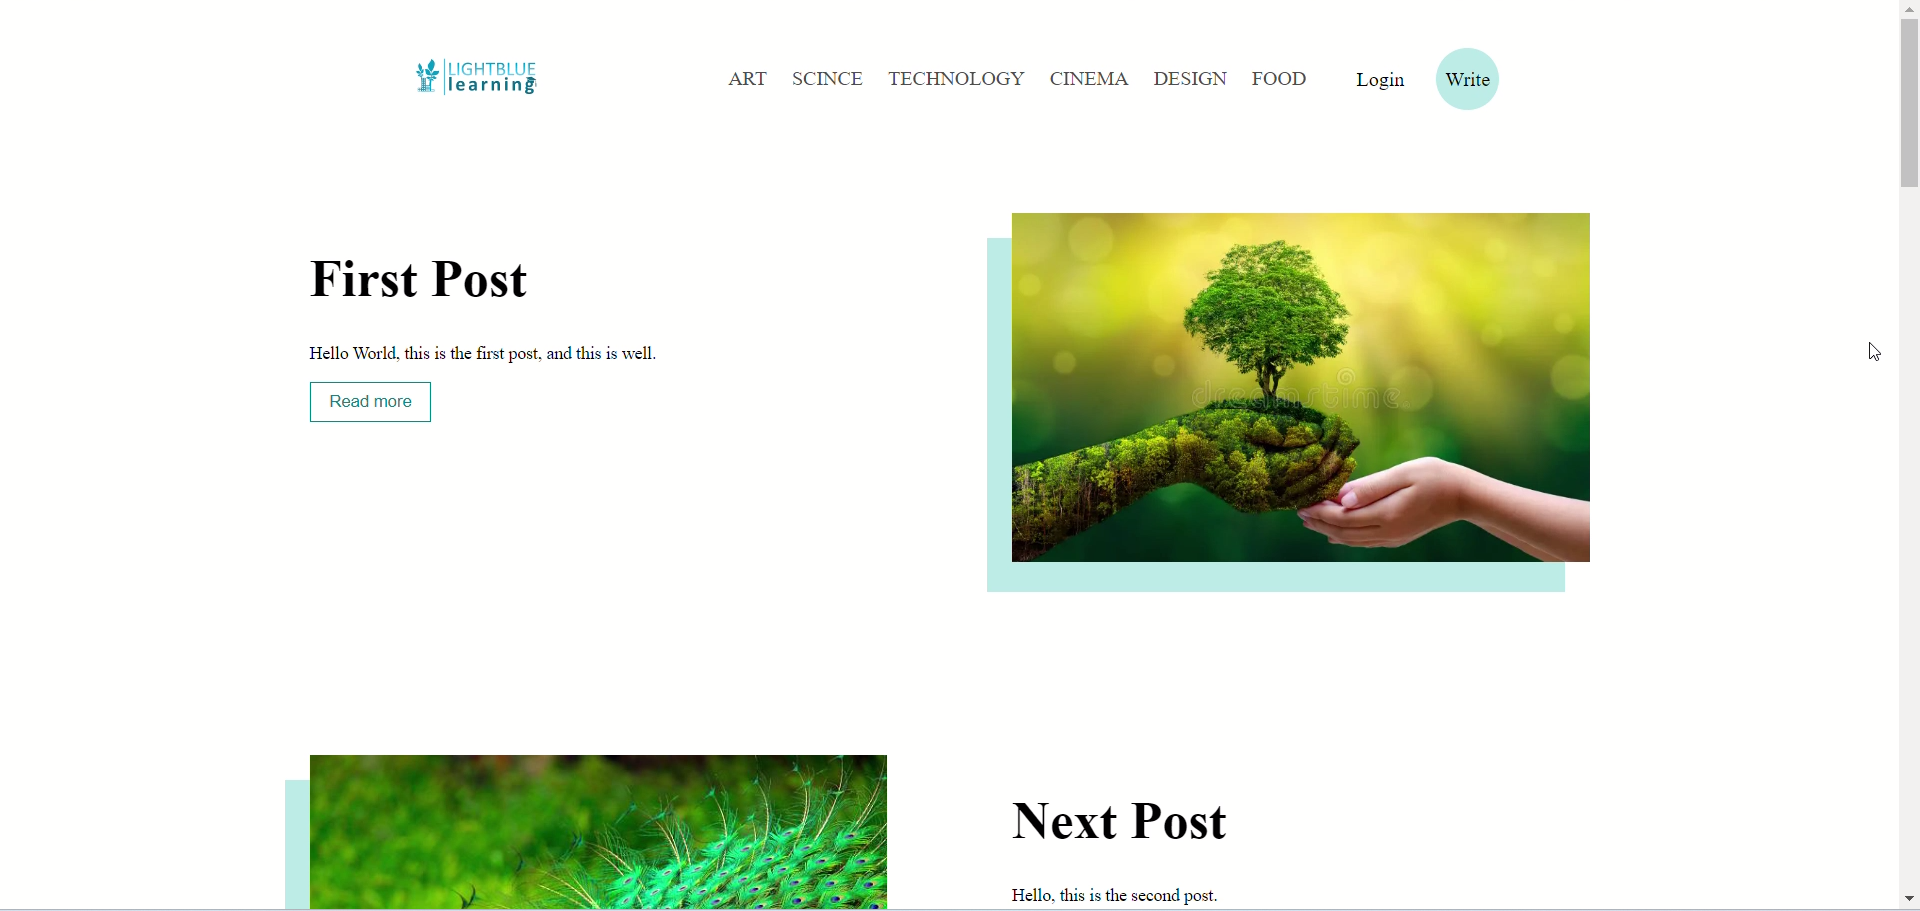 LIGHTBLUE
learning
ART SCINCE TECHNOLOGY CINEMA DESIGN FOOD Login Write
First Post
Hello World, this is the first post, and this is well.
Read more
dreamstime
Next Post
Hello, this is the second post.